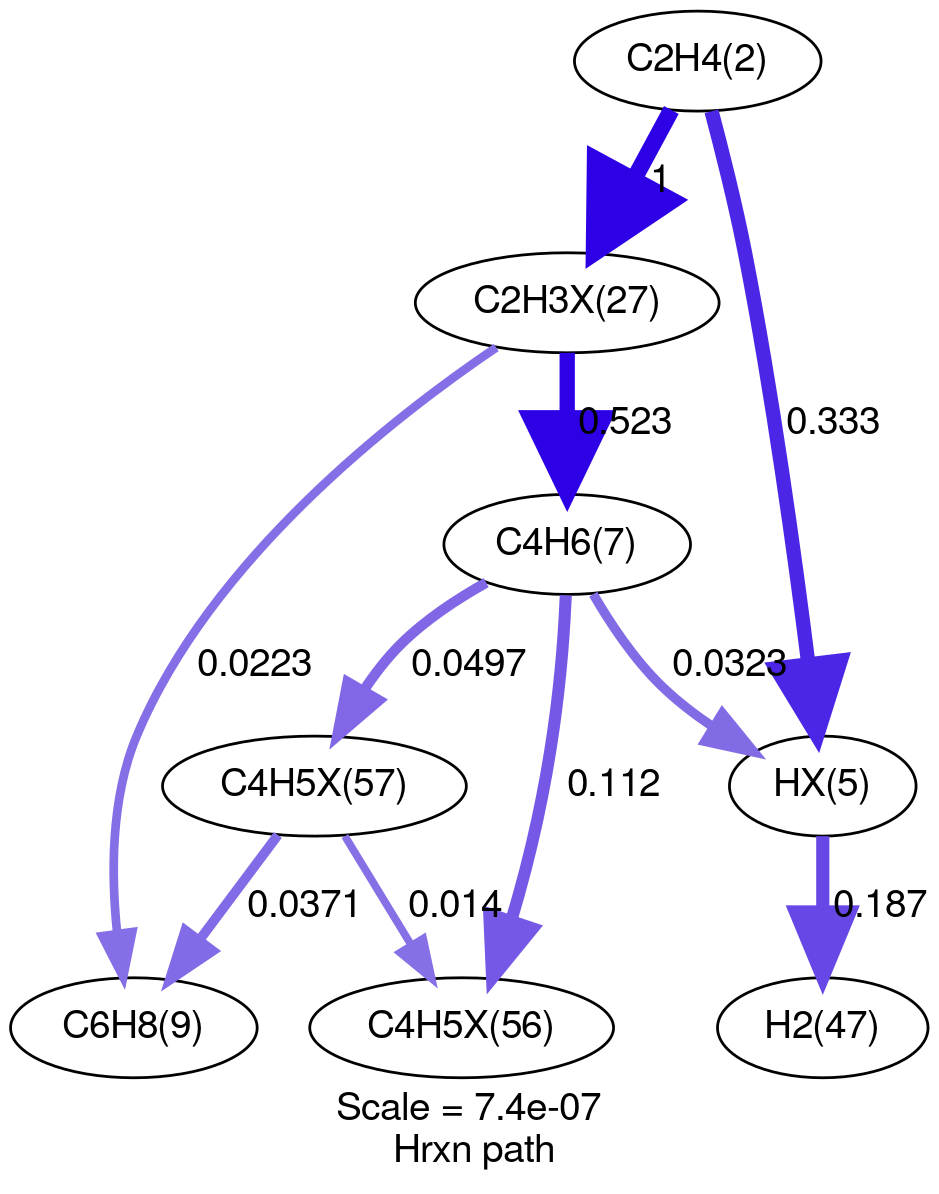 C2H4(2)
1
C2H3X(27)
0.523
0.333
C4H6(7)
0.0223
0.0497
0.0323
C4H5X(57)
0.112
HX(5)
0.0371
0.014
0.187
C6H8(9)
C4H5X(56)
H2(47)
Scale = 7.4e-07
Hrxn path